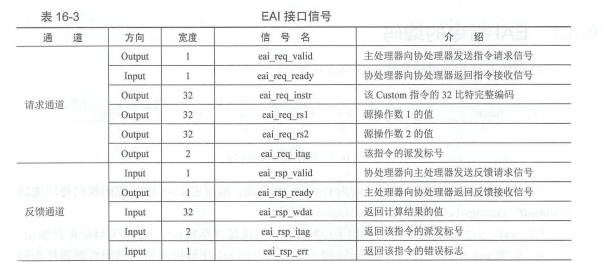 表 16-3 EAI 接口信号
通 道 方向 宽度 信 号 名 介 绍
请求通道 Output 1 eai_req_valid 主处理器向协处理器发送指令请求信号
Input 1 eai_req_ready 协处理器向主处理器返回指令接收信号
Output 32 eai_req_instr 该 Custom 指令的 32 比特完整编码
Output 32 eai_req_rs1 源操作数 1 的值
Output 32 eai_req_rs2 源操作数 2 的值
Output 2 eai_req_itag 该指令的派发标号
反馈通道 Input 1 eai_rsp_valid 协处理器向主处理器发送反馈请求信号
Output 1 eai_rsp_ready 主处理器向协处理器返回反馈接收信号
Input 32 eai_rsp_wdat 返回计算结果的值
Input 2 eai_rsp_itag 返回该指令的派发标号
Input 1 eai_rsp_err 返回该指令的错误标志